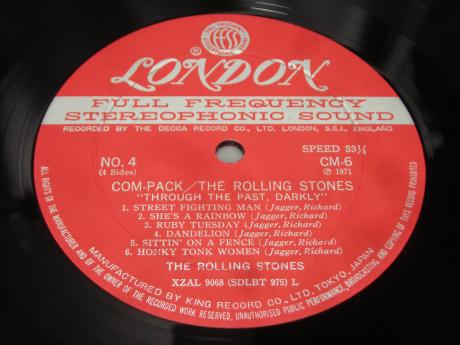 ffss
LONDON
®
FULL FREQUENCY
STEREOPHONIC SOUND
RECORDED BY THE DECCA RECORD CO., LTD. LONDON, S.E.I., ENGLAND
SPEED 33⅓
NO. 4
(4 Sides)
CM-6
Ⓟ 1971
COM-PACK/THE ROLLING STONES
"THROUGH THE PAST, DARKLY"
1. STREET FIGHTING MAN (Jagger, Richard)
2. SHE'S A RAINBOW (Jagger, Richard)
3. RUBY TUESDAY (Jagger, Richard)
4. DANDELION (Jagger, Richard)
5. SITTIN' ON A FENCE (Jagger, Richard)
6. HONKY TONK WOMEN (Jagger, Richard)
THE ROLLING STONES
XZAL 9068 (SDLBT 975) L
MANUFACTURED BY KING RECORD CO., LTD. TOKYO, JAPAN
ALL RIGHTS OF THE MANUFACTURER AND OF THE OWNER OF THE RECORDED WORK RESERVED, UNAUTHORISED PUBLIC PERFORMANCE, BROADCASTING AND COPYING OF THIS RECORD PROHIBITED